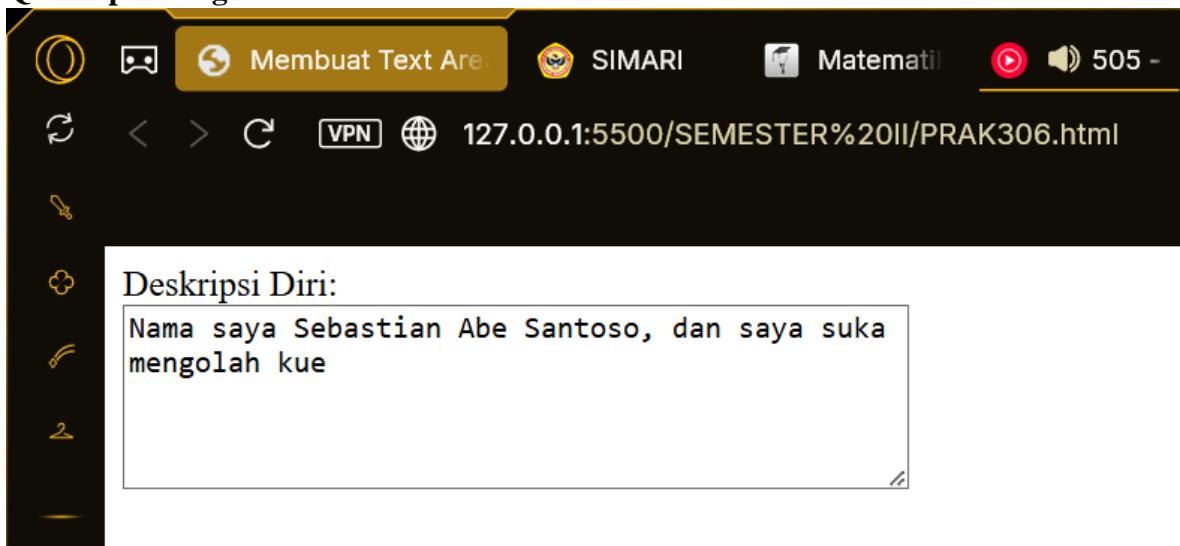 Membuat Text Are
SIMARI
Matemati
505 -
VPN
127.0.0.1:5500/SEMESTER%20II/PRAK306.html
Deskripsi Diri:
Nama saya Sebastian Abe Santoso, dan saya suka
mengolah kue